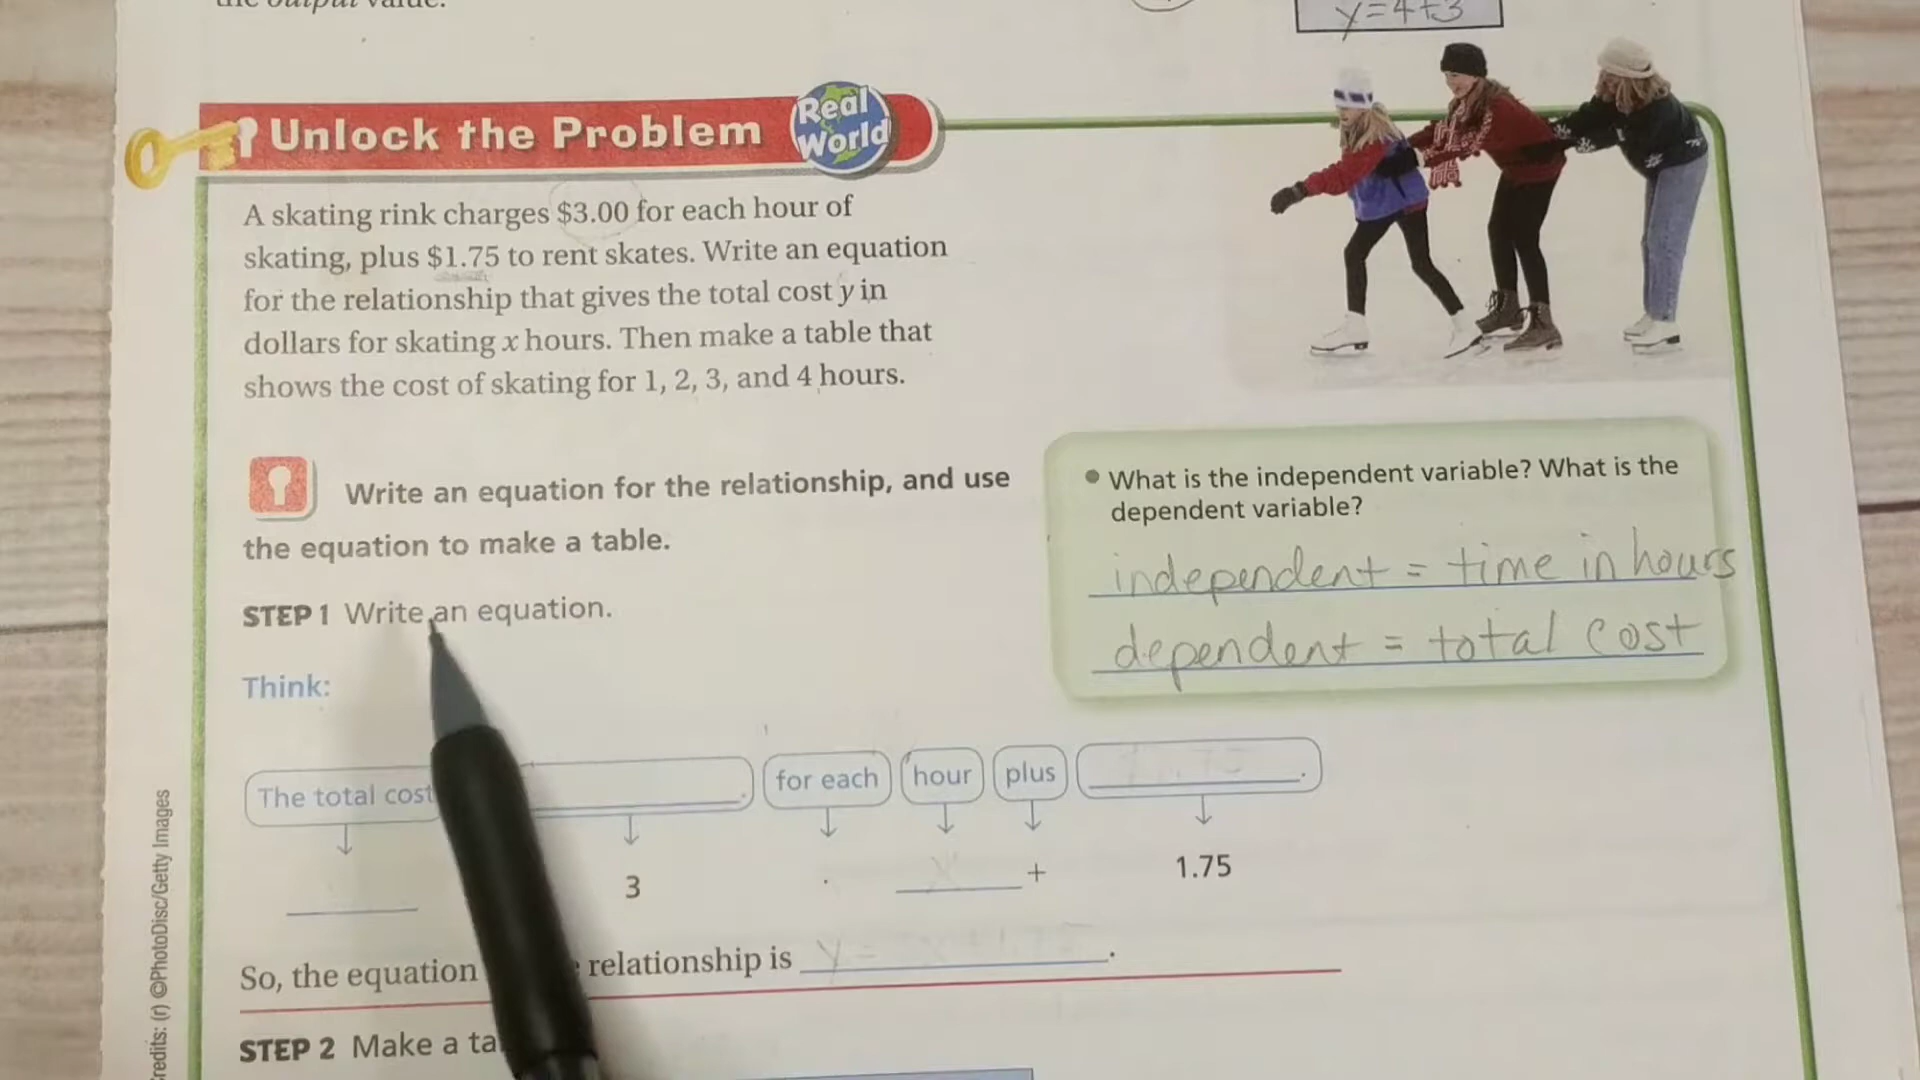 the output value.
y=4+3
Unlock the Problem
Real World
A skating rink charges $3.00 for each hour of
skating, plus $1.75 to rent skates. Write an equation
for the relationship that gives the total cost y in
dollars for skating x hours. Then make a table that
shows the cost of skating for 1, 2, 3, and 4 hours.
Write an equation for the relationship, and use
the equation to make a table.
• What is the independent variable? What is the
dependent variable?
independent = time in hours
dependent = total cost
STEP 1 Write an equation.
Think:
The total cost for each hour plus .
3 · x + 1.75
So, the equation relationship is y = x + 1.75.
STEP 2 Make a ta
©PhotoDisc/Getty Images